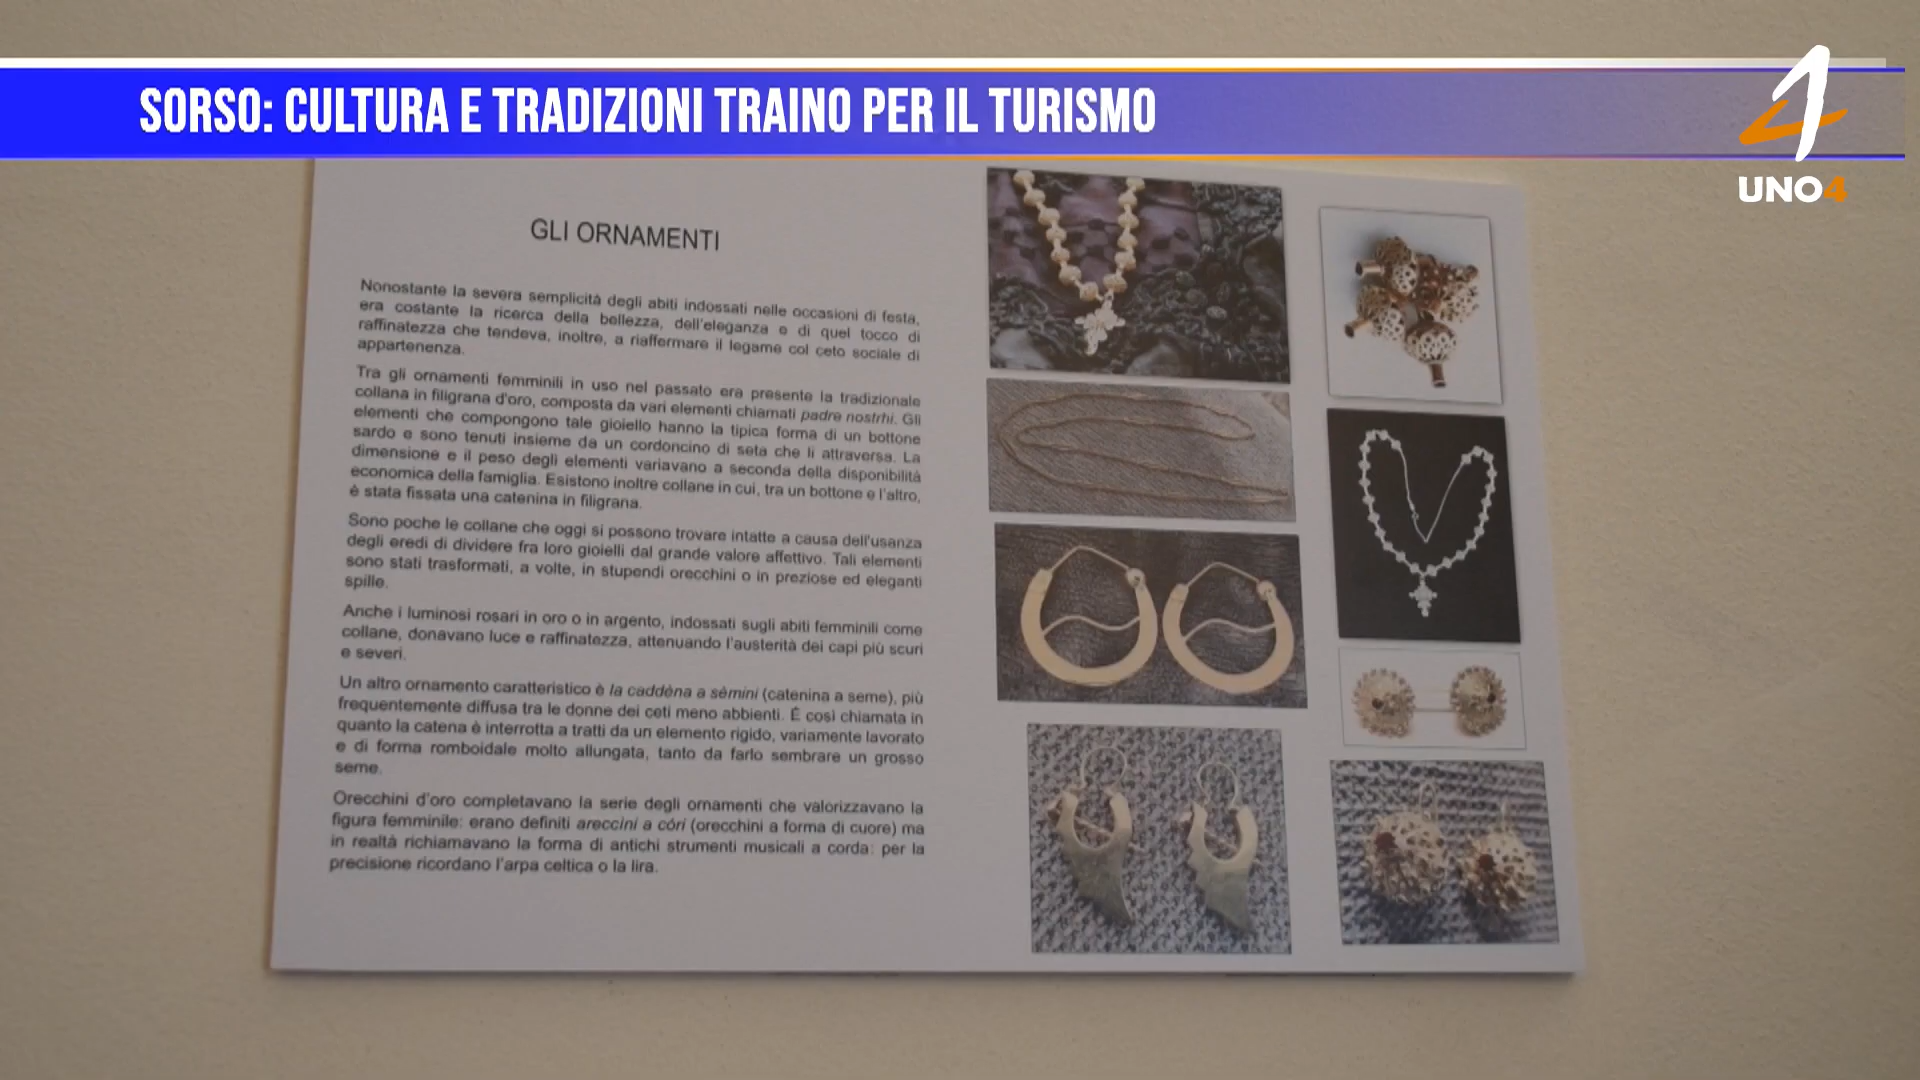 SORSO: CULTURA E TRADIZIONI TRAINO PER IL TURISMO
UNO4
GLI ORNAMENTI
Nonostante la severa semplicità degli abiti indossati nelle occasioni di festa,
era costante la ricerca della bellezza, dell'eleganza e di quel tocco di
raffinatezza che tendeva, inoltre, a riaffermare il legame col ceto sociale di
appartenenza.
Tra gli ornamenti femminili in uso nel passato era presente la tradizionale
collana in filigrana d'oro, composta da vari elementi chiamati padre nostrhi. Gli
elementi che compongono tale gioiello hanno la tipica forma di un bottone
sardo e sono tenuti insieme da un cordoncino di seta che li attraversa. La
dimensione e il peso degli elementi variavano a seconda della disponibilità
economica della famiglia. Esistono inoltre collane in cui, tra un bottone e l'altro,
è stata fissata una catenina in filigrana.
Sono poche le collane che oggi si possono trovare intatte a causa dell'usanza
degli eredi di dividere fra loro gioielli dal grande valore affettivo. Tali elementi
sono stati trasformati, a volte, in stupendi orecchini o in preziose ed eleganti
spille.
Anche i luminosi rosari in oro o in argento, indossati sugli abiti femminili come
collane, donavano luce e raffinatezza, attenuando l'austerità dei capi più scuri
e severi.
Un altro ornamento caratteristico è la caddèna a sèmini (catenina a seme), più
frequentemente diffusa tra le donne dei ceti meno abbienti. É così chiamata in
quanto la catena è interrotta a tratti da un elemento rigido, variamente lavorato
e di forma romboidale molto allungata, tanto da farlo sembrare un grosso
seme.
Orecchini d'oro completavano la serie degli ornamenti che valorizzavano la
figura femminile: erano definiti areccini a còri (orecchini a forma di cuore) ma
in realtà richiamavano la forma di antichi strumenti musicali a corda: per la
precisione ricordano l'arpa celtica o la lira.